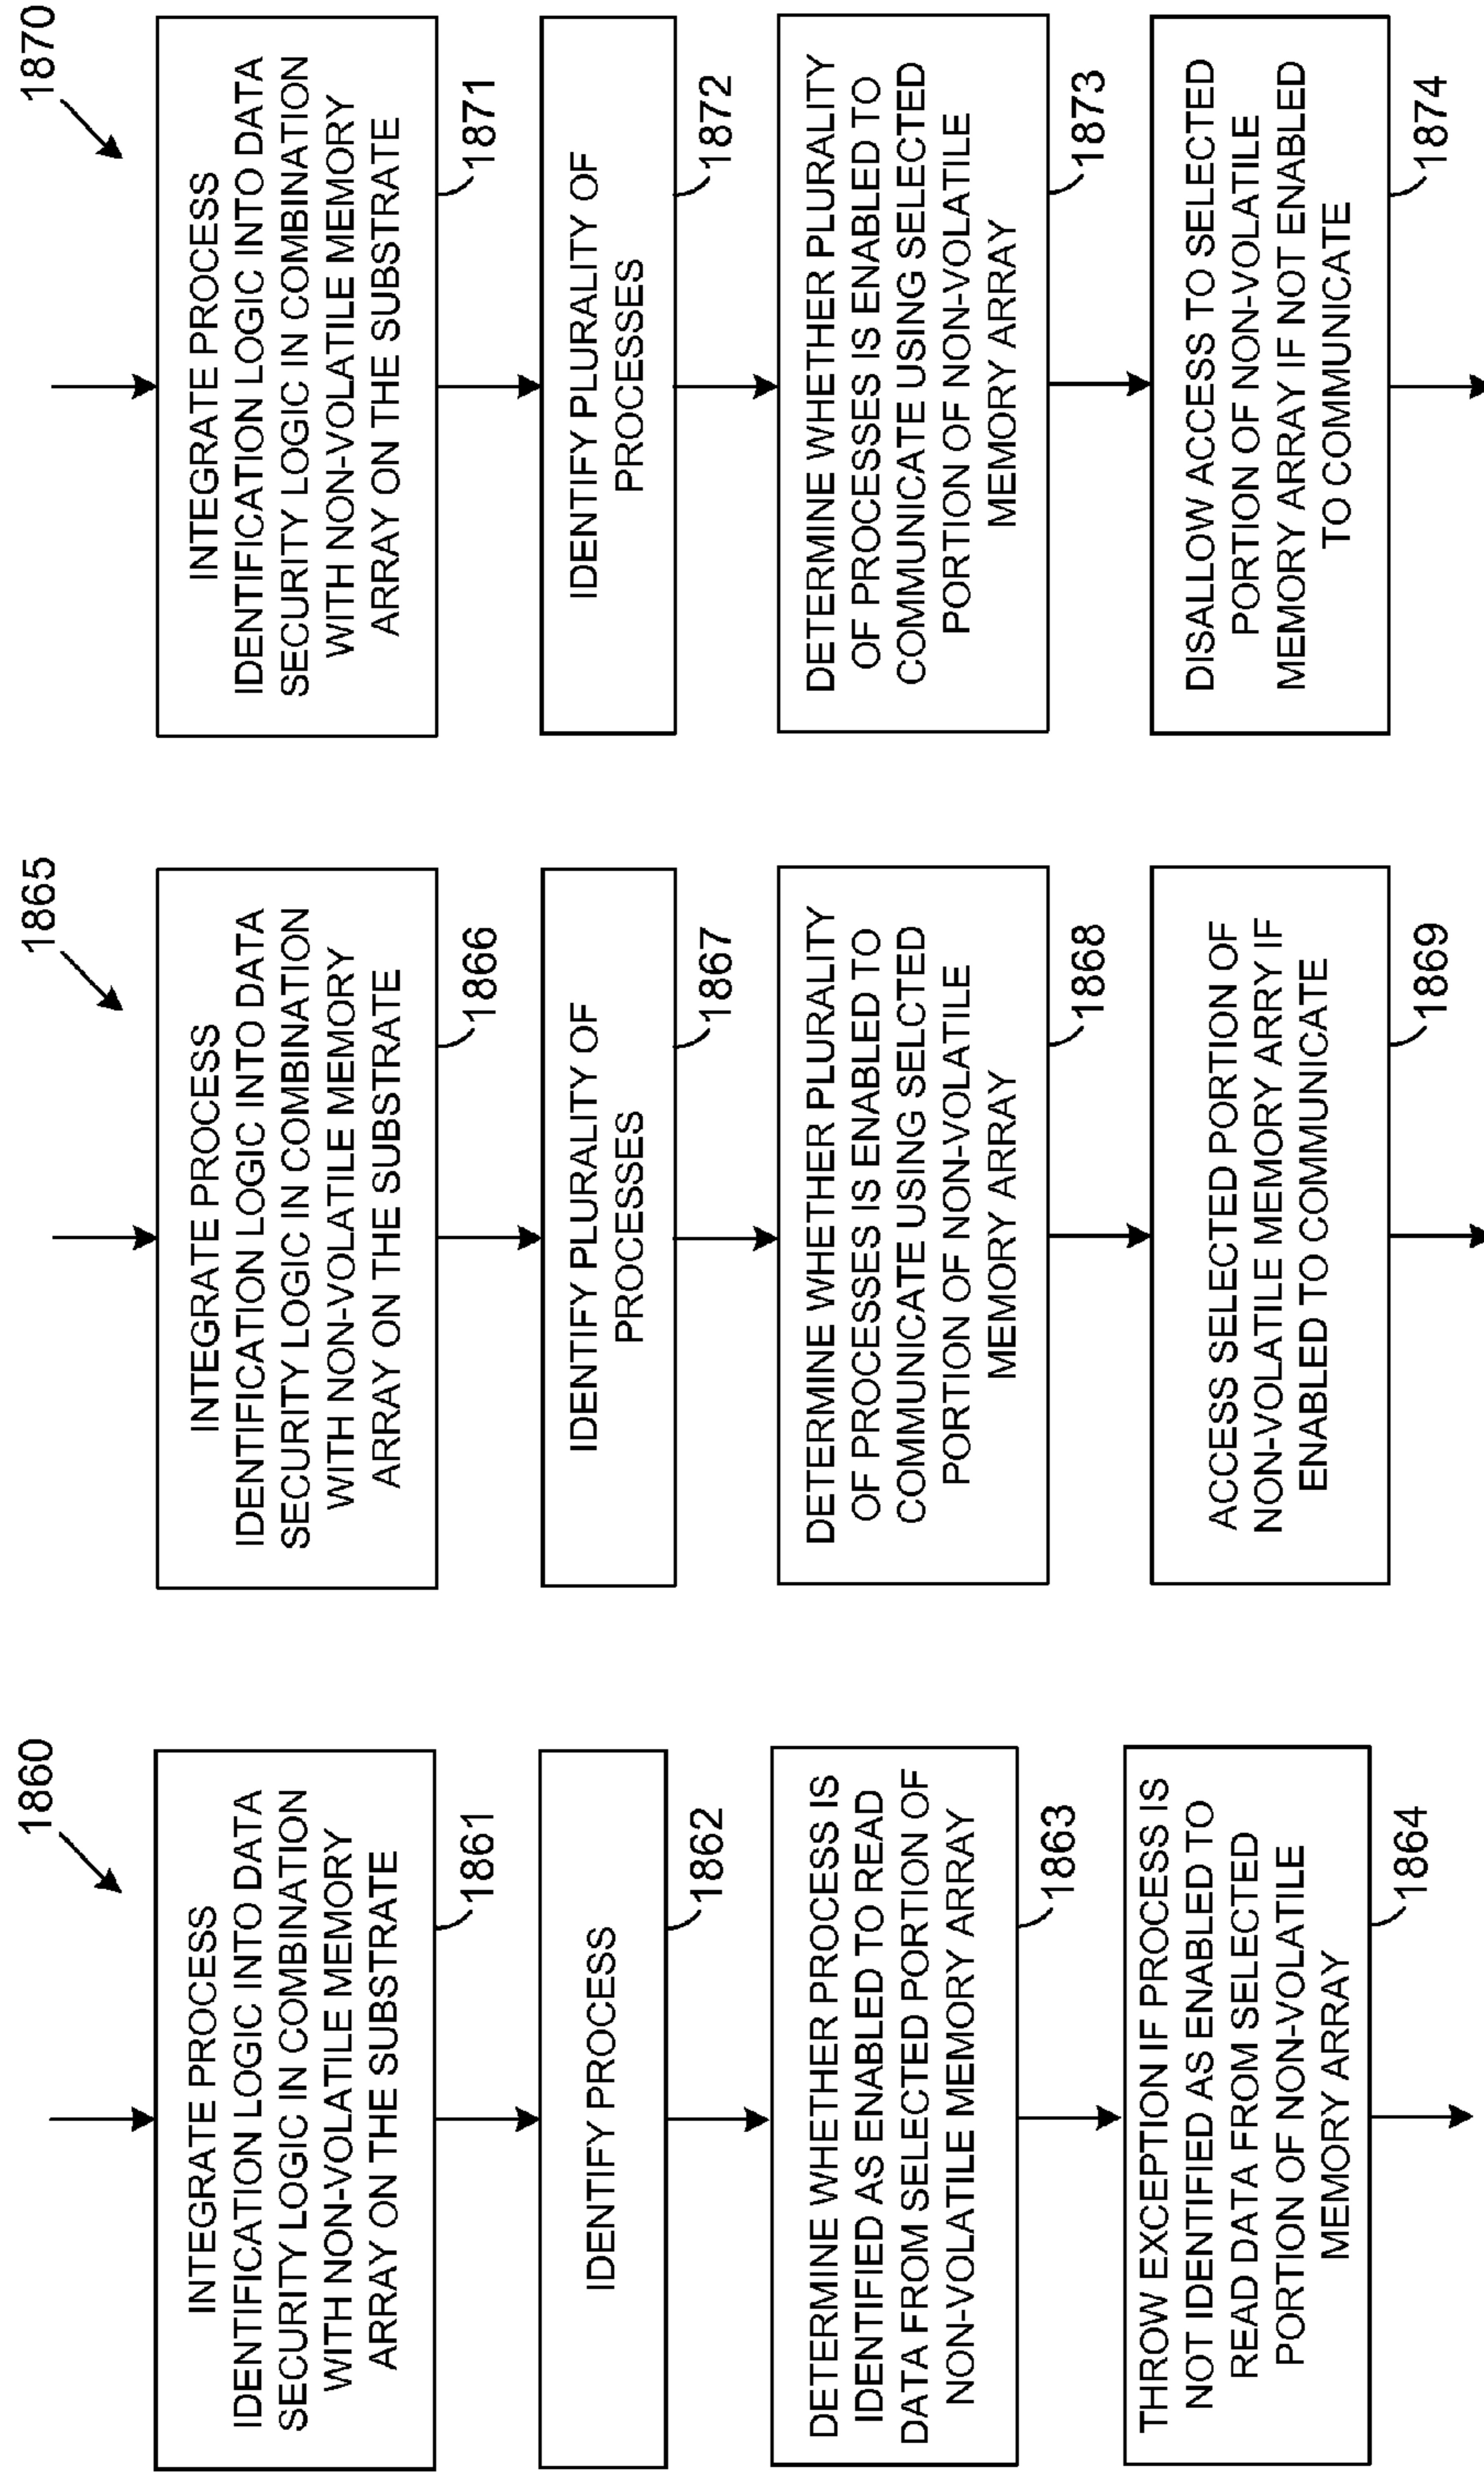 1860
INTEGRATE PROCESS
IDENTIFICATION LOGIC INTO DATA
SECURITY LOGIC IN COMBINATION
WITH NON-VOLATILE MEMORY
ARRAY ON THE SUBSTRATE
1861
IDENTIFY PROCESS
1862
DETERMINE WHETHER PROCESS IS
IDENTIFIED AS ENABLED TO READ
DATA FROM SELECTED PORTION OF
NON-VOLATILE MEMORY ARRAY
1863
THROW EXCEPTION IF PROCESS IS
NOT IDENTIFIED AS ENABLED TO
READ DATA FROM SELECTED
PORTION OF NON-VOLATILE
MEMORY ARRAY
1864
1865
INTEGRATE PROCESS
IDENTIFICATION LOGIC INTO DATA
SECURITY LOGIC IN COMBINATION
WITH NON-VOLATILE MEMORY
ARRAY ON THE SUBSTRATE
1866
IDENTIFY PLURALITY OF
PROCESSES
1867
DETERMINE WHETHER PLURALITY
OF PROCESSES IS ENABLED TO
COMMUNICATE USING SELCTED
PORTION OF NON-VOLATILE
MEMORY ARRAY
1868
ACCESS SELECTED PORTION OF
NON-VOLATILE MEMORY ARRY IF
ENABLED TO COMMUNICATE
1869
1870
INTEGRATE PROCESS
IDENTIFICATION LOGIC INTO DATA
SECURITY LOGIC IN COMBINATION
WITH NON-VOLATILE MEMORY
ARRAY ON THE SUBSTRATE
1871
IDENTIFY PLURALITY OF
PROCESSES
1872
DETERMINE WHETHER PLURALITY
OF PROCESSES IS ENABLED TO
COMMUNICATE USING SELECTED
PORTION OF NON-VOLATILE
MEMORY ARRAY
1873
DISALLOW ACCESS TO SELECTED
PORTION OF NON-VOLATILE
MEMORY ARRAY IF NOT ENABLED
TO COMMUNICATE
1874